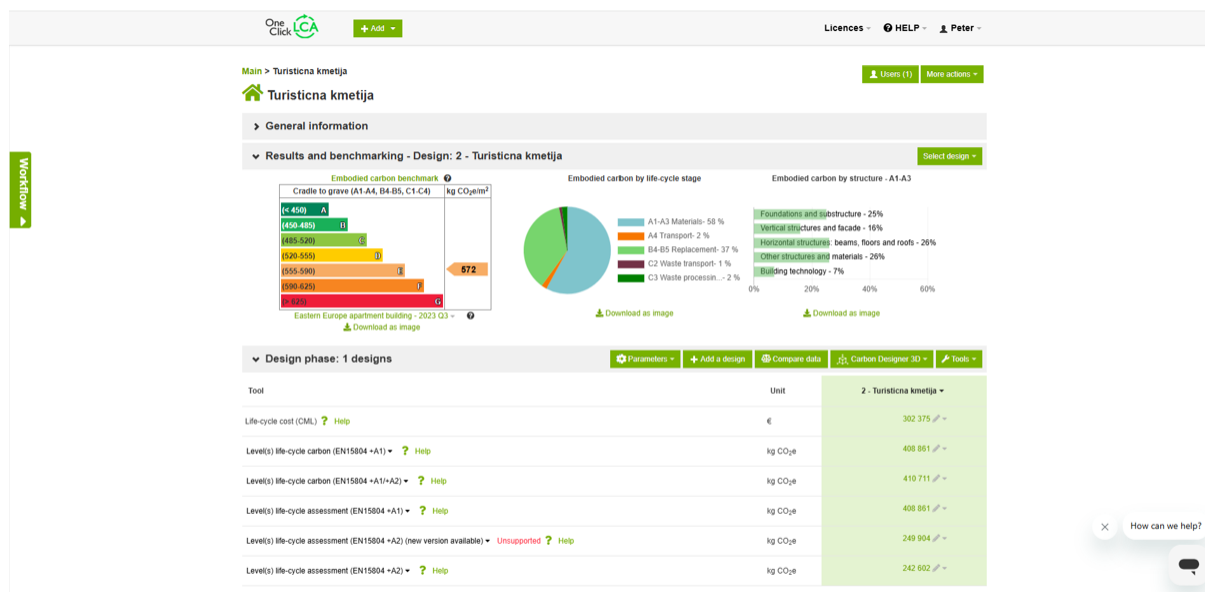 One Click LCA
+ Add
Licences
HELP
Peter
Main > Turisticna kmetija
Users (1)
More actions
Turisticna kmetija
General information
Workflow
Results and benchmarking - Design: 2 - Turisticna kmetija
Select design
Embodied carbon benchmark
Cradle to grave (A1-A4, B4-B5, C1-C4) kg CO₂e/m²
(< 450) A
(450-485) B
(485-520) C
(520-555) D
(555-590) E
572
(590-625) F
(> 625) G
Eastern Europe apartment building - 2023 Q3
Download as image
Embodied carbon by life-cycle stage
A1-A3 Materials- 58 %
A4 Transport- 2 %
B4-B5 Replacement- 37 %
C2 Waste transport- 1 %
C3 Waste processin...- 2 %
Download as image
Embodied carbon by structure - A1-A3
Foundations and substructure - 25%
Vertical structures and facade - 16%
Horizontal structures: beams, floors and roofs - 26%
Other structures and materials - 26%
Building technology - 7%
0% 20% 40% 60%
Download as image
Design phase: 1 designs
Parameters
+ Add a design
Compare data
Carbon Designer 3D
Tools
Tool Unit 2 - Turisticna kmetija
Life-cycle cost (CML) ? Help € 302 375
Level(s) life-cycle carbon (EN15804 +A1) ? Help kg CO₂e 408 861
Level(s) life-cycle carbon (EN15804 +A1/+A2) ? Help kg CO₂e 410 711
Level(s) life-cycle assessment (EN15804 +A1) ? Help kg CO₂e 408 861
Level(s) life-cycle assessment (EN15804 +A2) (new version available) Unsupported ? Help kg CO₂e 249 904
Level(s) life-cycle assessment (EN15804 +A2) ? Help kg CO₂e 242 602
How can we help?